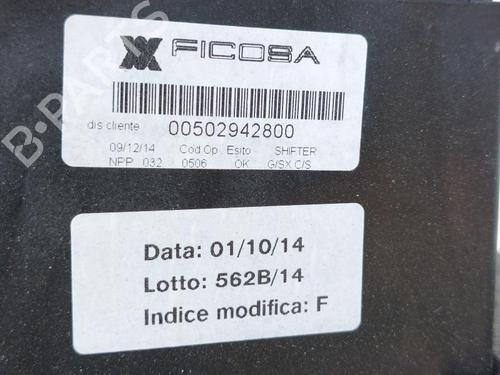 FICOSA
dis cliente 00502942800
09/12/14 Cod Op Esito SHIFTER
NPP 032 0506 OK G/SX C/S
B-PARTS
Data: 01/10/14
Lotto: 562B/14
Indice modifica: F